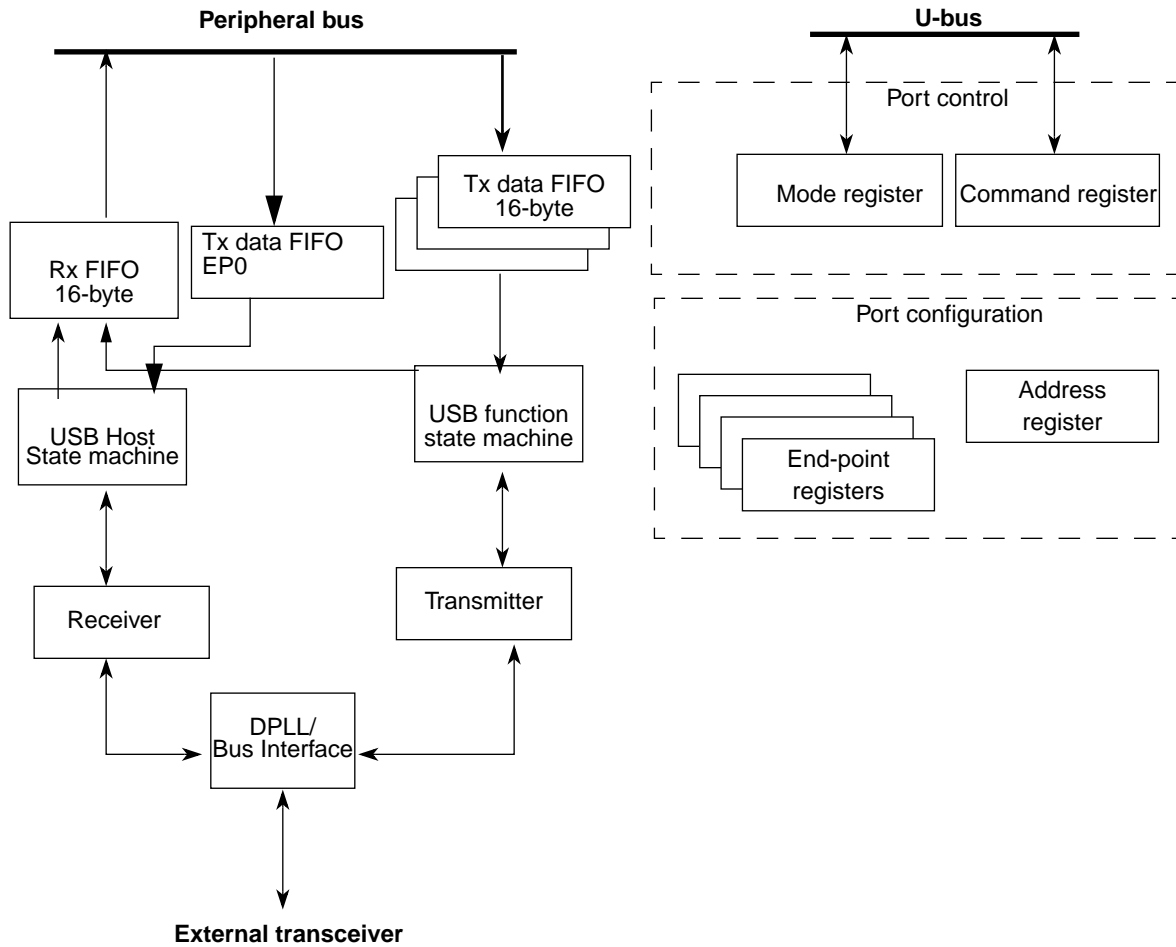 Peripheral bus
U-bus
Port control
Tx data FIFO
16-byte
Mode register
Command register
Tx data FIFO
EP0
Rx FIFO
16-byte
Port configuration
USB Host
State machine
USB function
state machine
Address
register
End-point
registers
Receiver
Transmitter
DPLL/
Bus Interface
External transceiver